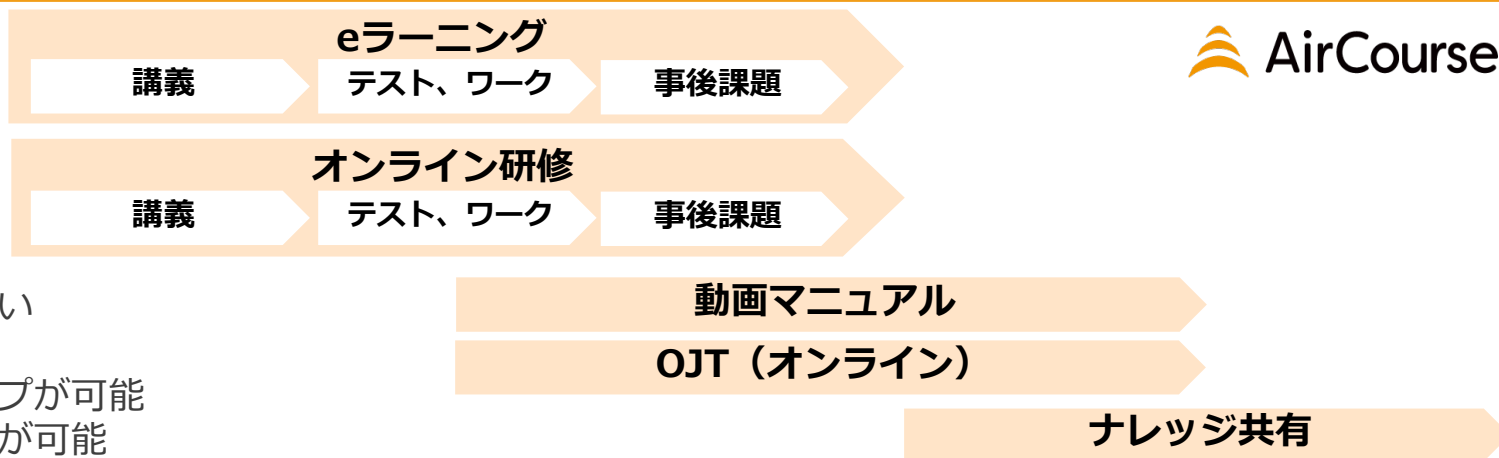 eラーニング
AirCourse
講義
テスト、ワーク
事後課題
オンライン研修
講義
テスト、ワーク
事後課題
い
動画マニュアル
OJT（オンライン）
プが可能
が可能
ナレッジ共有